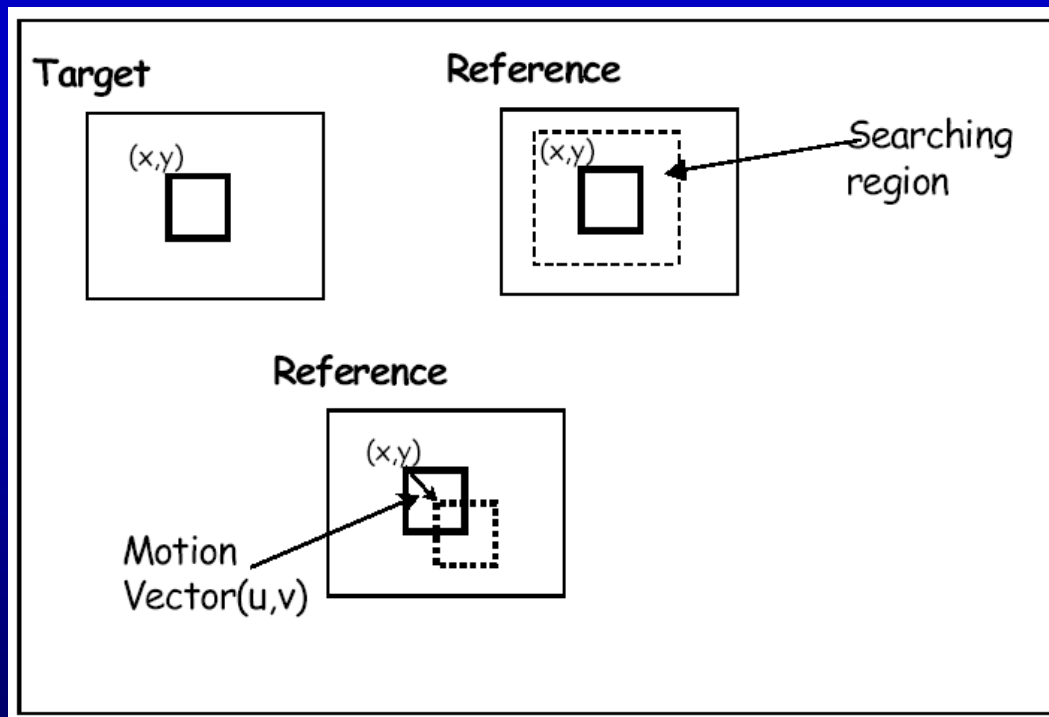 Target
Reference
(x,y)
(x,y)
Searching
region
Reference
(x,y)
Motion
Vector(u,v)